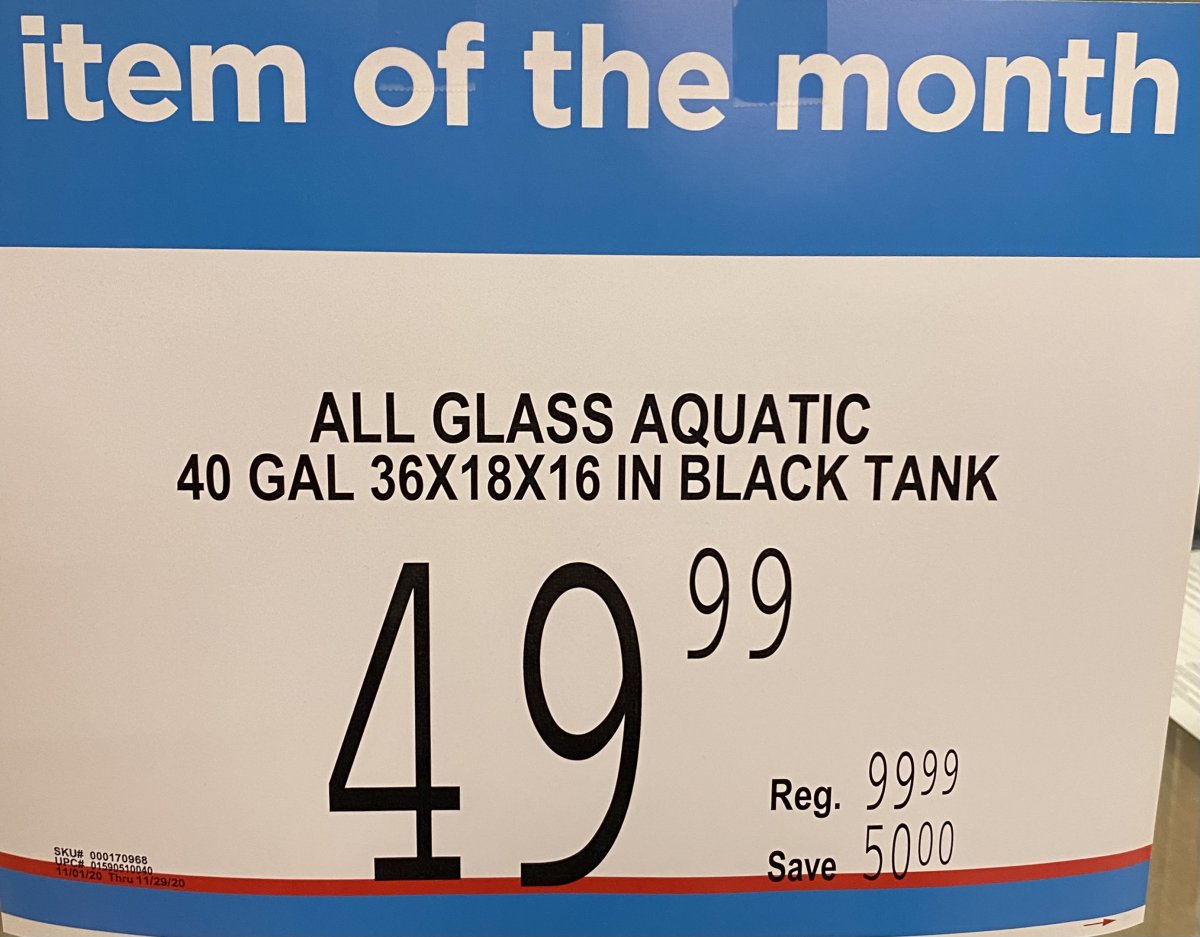 item of the month
ALL GLASS AQUATIC
40 GAL 36X18X16 IN BLACK TANK
49 99
Reg. 99 99
Save 50 00
SKU# 000170968
UPC# 01590510040
11/01/20 Thru 11/29/20